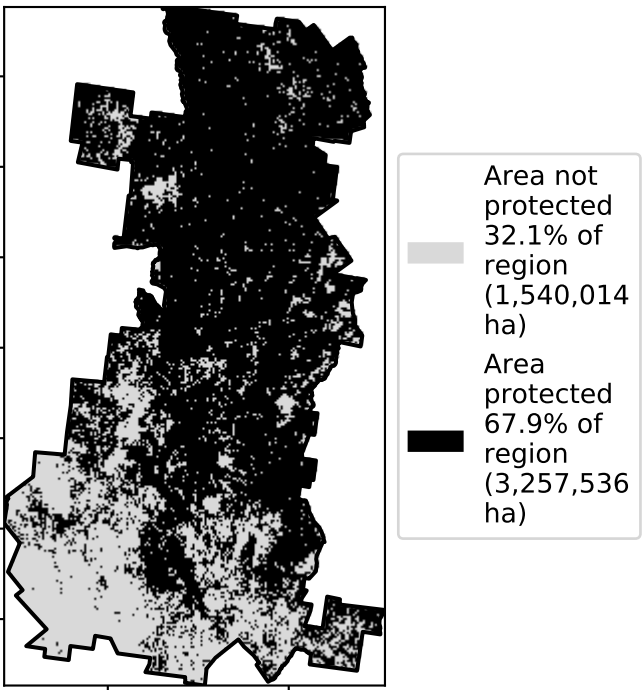 Area not
protected
32.1% of
region
(1,540,014
ha)
Area
protected
67.9% of
region
(3,257,536
ha)